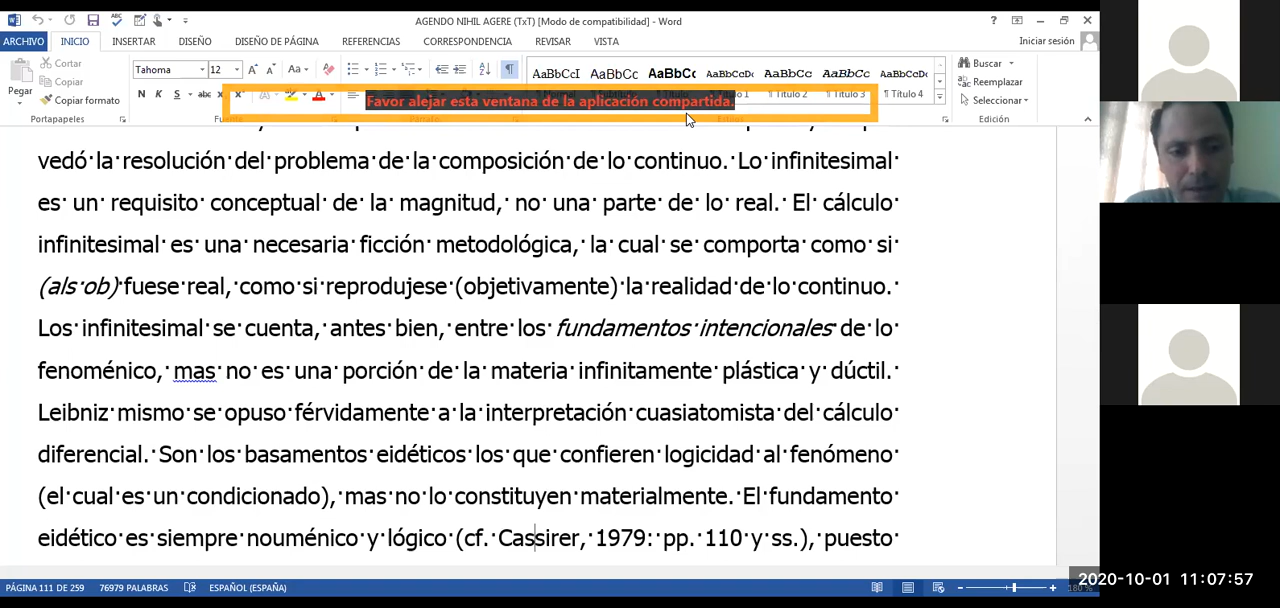 AGENDO NIHIL AGERE (TxT) [Modo de compatibilidad] - Word
ARCHIVO INICIO INSERTAR DISEÑO DISEÑO DE PÁGINA REFERENCIAS CORRESPONDENCIA REVISAR VISTA Iniciar sesión
Cortar
Copiar
Copiar formato
Pegar
Portapapeles
Tahoma 12
N K S abc
Fuente
AaBbCcI AaBbCc AaBbCc AaBbCcDc AaBbCc AaBbCc AaBbCcDc
Título 2 Título 3 Título 4
Buscar
Reemplazar
Seleccionar
Edición
Favor alejar esta ventana de la aplicación compartida.
vedó la resolución del problema de la composición de lo continuo. Lo infinitesimal
es un requisito conceptual de la magnitud, no una parte de lo real. El cálculo
infinitesimal es una necesaria ficción metodológica, la cual se comporta como si
(als ob) fuese real, como si reprodujese (objetivamente) la realidad de lo continuo.
Los infinitesimal se cuenta, antes bien, entre los fundamentos intencionales de lo
fenoménico, mas no es una porción de la materia infinitamente plástica y dúctil.
Leibniz mismo se opuso férvidamente a la interpretación cuasiatomista del cálculo
diferencial. Son los basamentos eidéticos los que confieren logicidad al fenómeno
(el cual es un condicionado), mas no lo constituyen materialmente. El fundamento
eidético es siempre nouménico y lógico (cf. Cassirer, 1979: pp. 110 y ss.), puesto
PÁGINA 111 DE 259 76979 PALABRAS ESPAÑOL (ESPAÑA) 180 %
2020-10-01 11:07:57